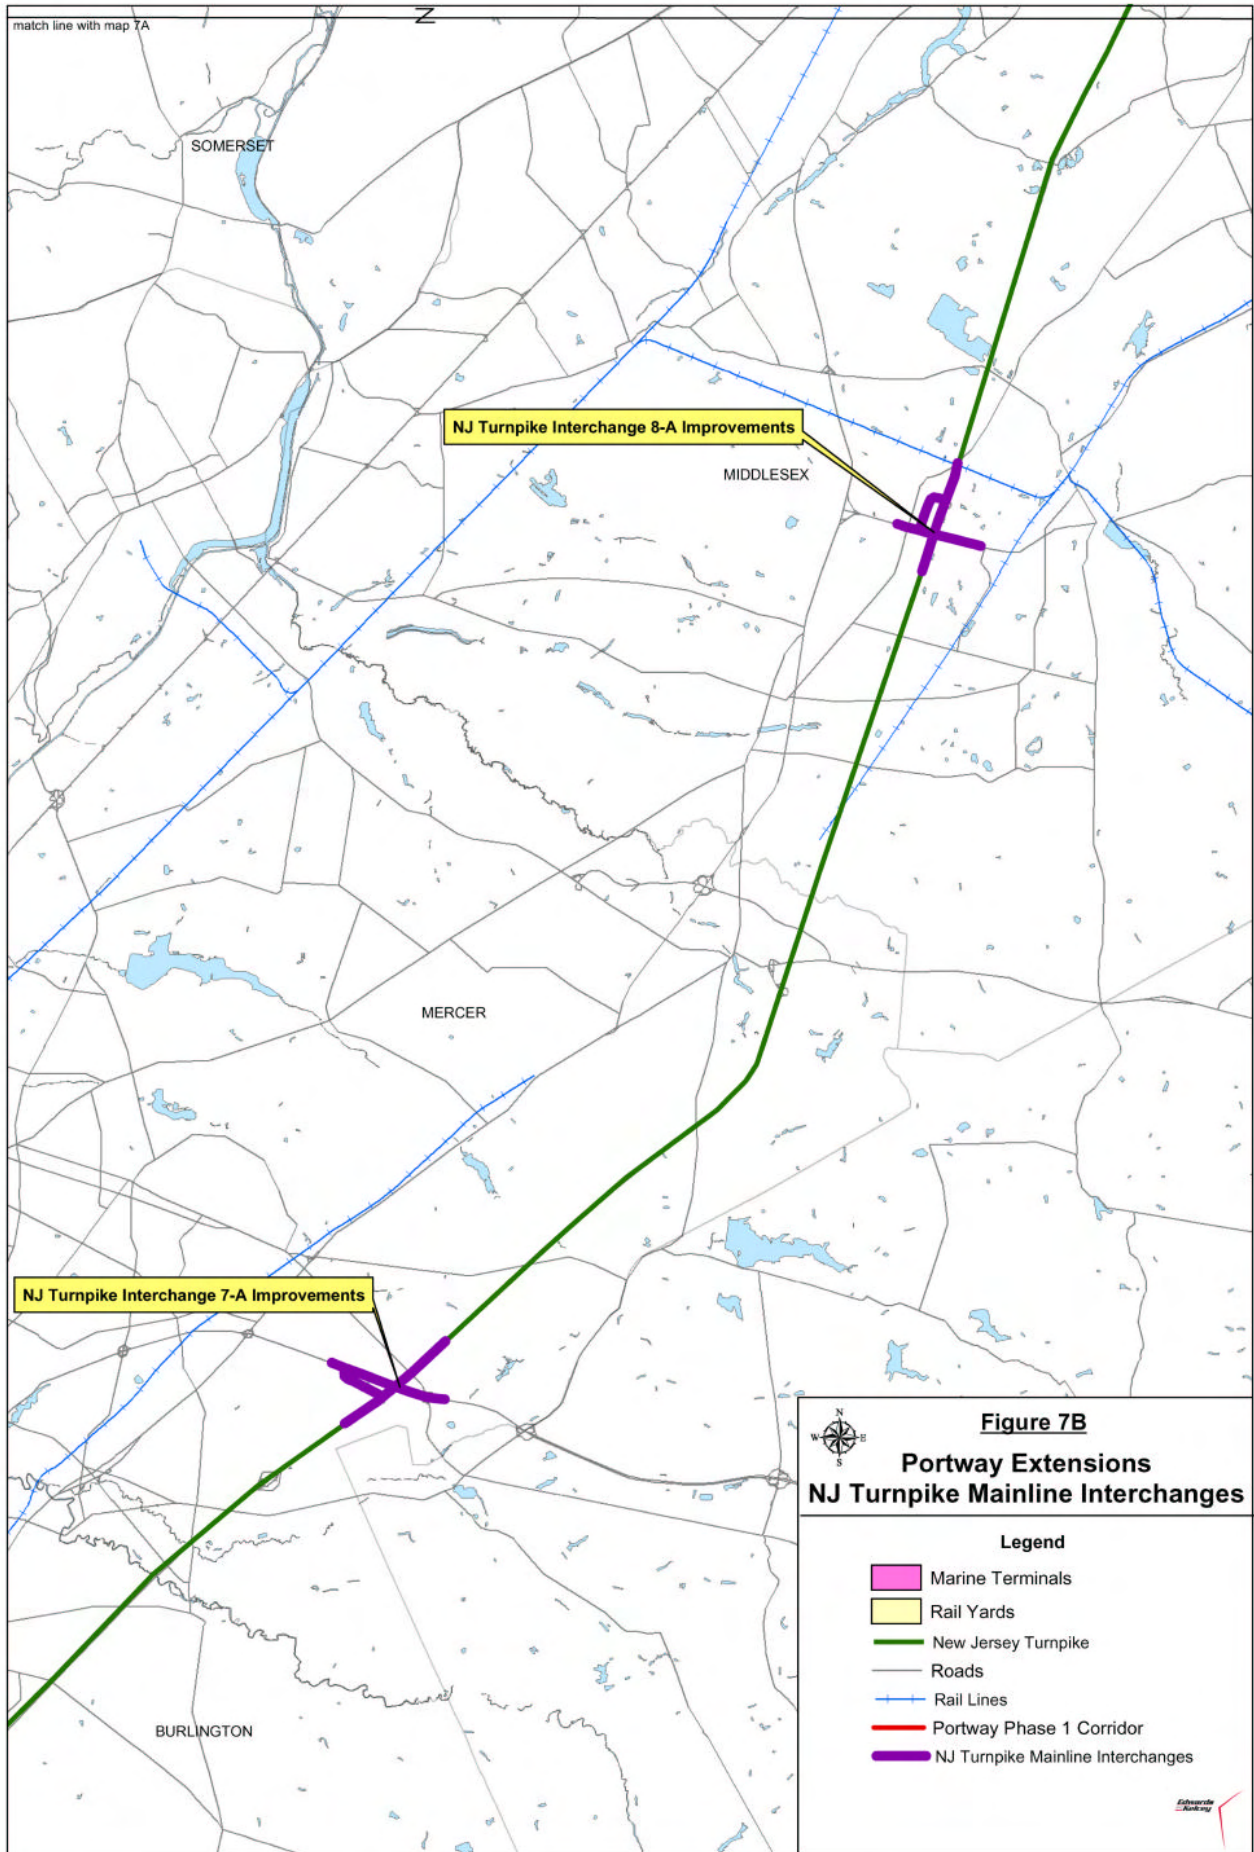 match line with map 7A
Z
SOMERSET
NJ Turnpike Interchange 8-A Improvements
MIDDLESEX
MERCER
NJ Turnpike Interchange 7-A Improvements
BURLINGTON
N
W E
S
Figure 7B
Portway Extensions
NJ Turnpike Mainline Interchanges
Legend
Marine Terminals
Rail Yards
New Jersey Turnpike
Roads
Rail Lines
Portway Phase 1 Corridor
NJ Turnpike Mainline Interchanges
Edwards
Kelcey